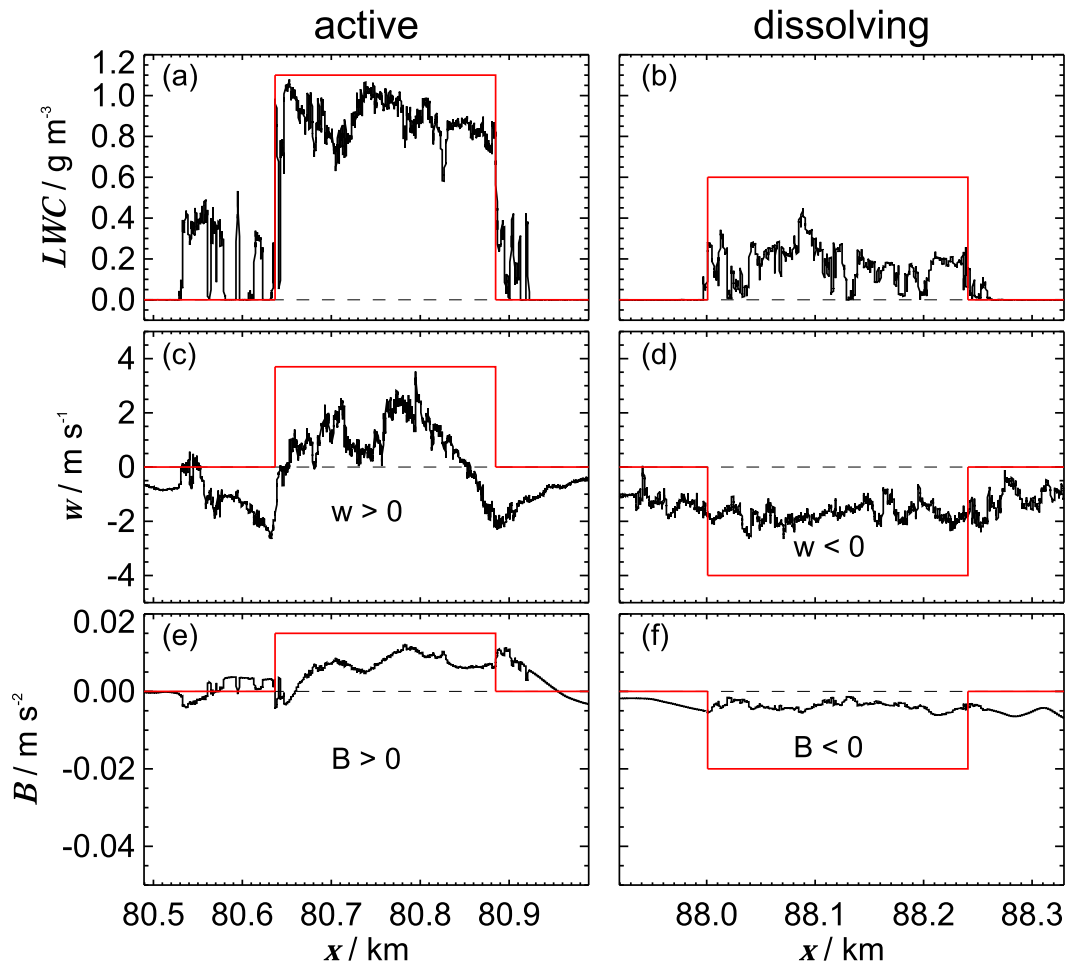 active dissolving
(a) (b)
1.2
1.0
0.8
0.6
0.4
0.2
0.0
LWC / g m-3
(c) (d)
4
2
0
-2
-4
w / m s-1
w > 0
w < 0
(e) (f)
0.02
0.00
-0.02
-0.04
B / m s-2
B > 0
B < 0
80.5 80.6 80.7 80.8 80.9 88.0 88.1 88.2 88.3
x / km x / km